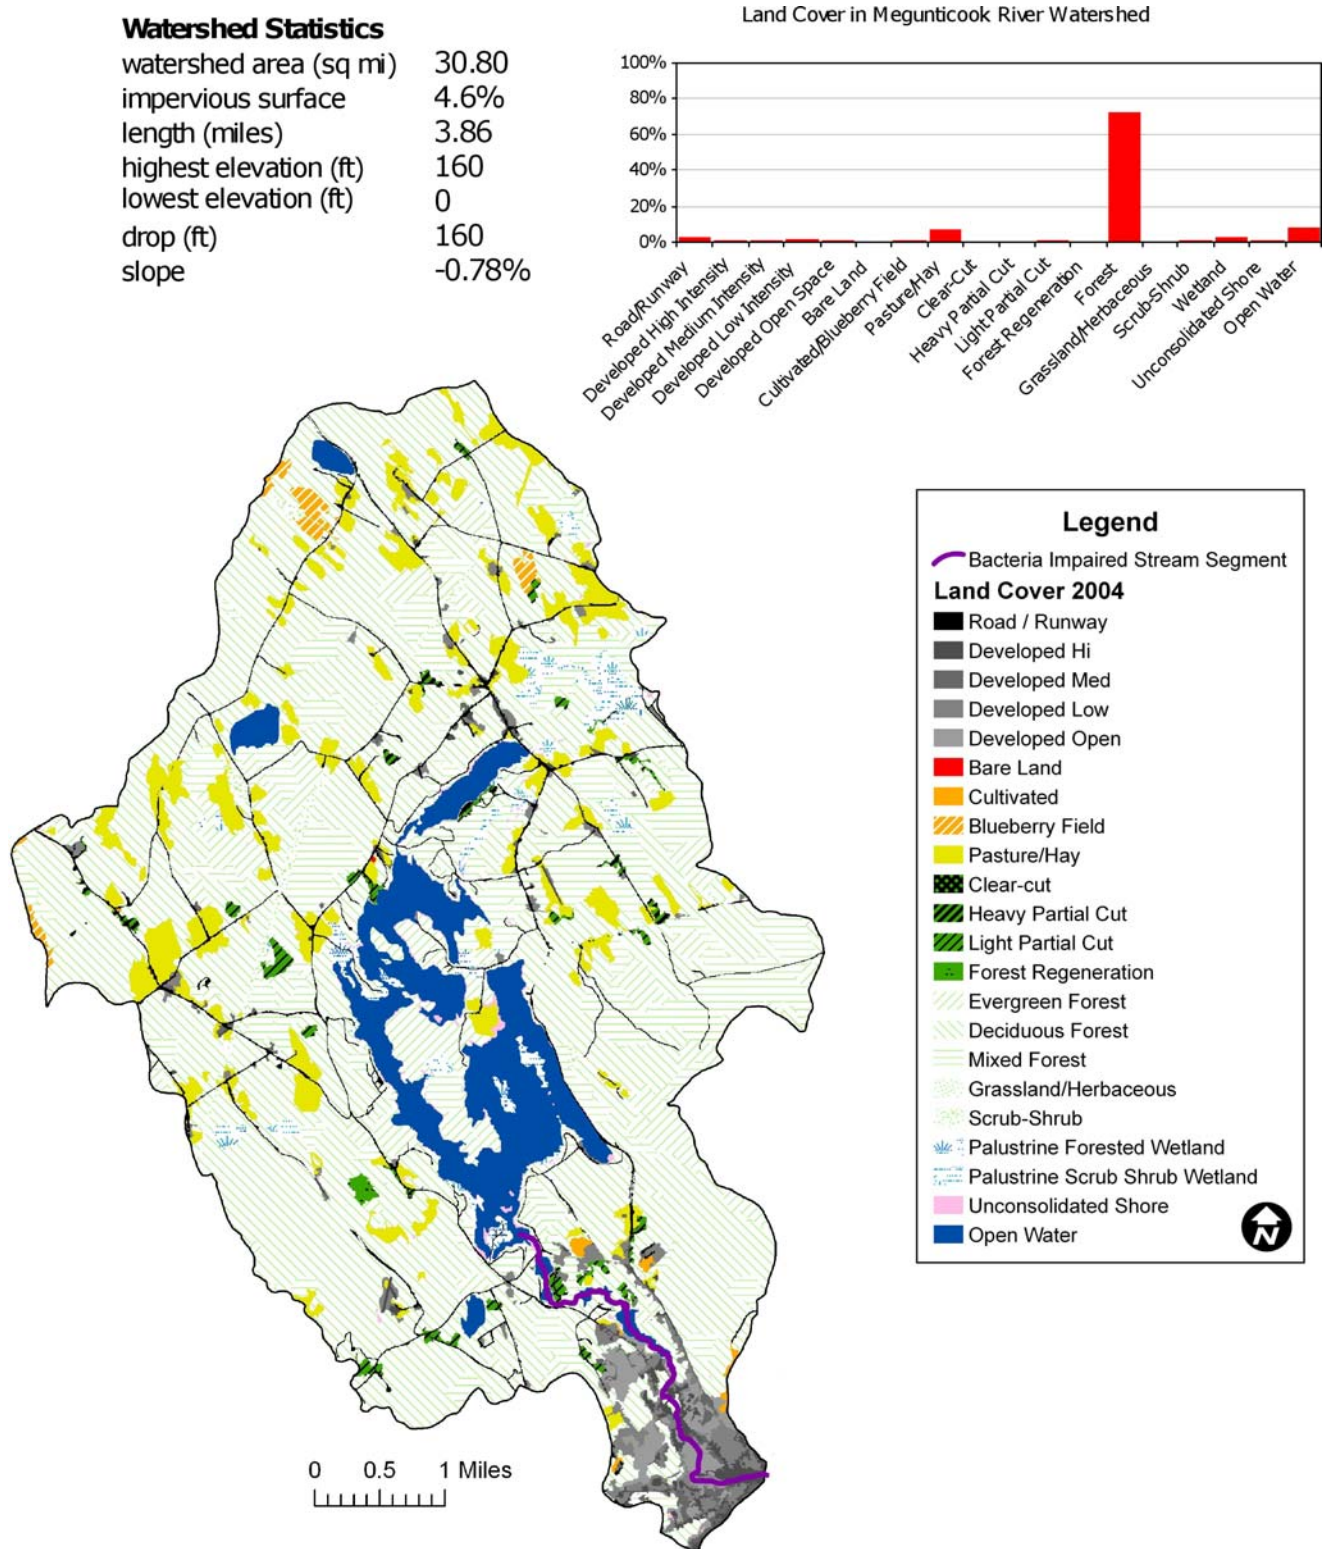 Watershed Statistics
watershed area (sq mi) 30.80
impervious surface 4.6%
length (miles) 3.86
highest elevation (ft) 160
lowest elevation (ft) 0
drop (ft) 160
slope -0.78%
Land Cover in Megunticook River Watershed
100%
80%
60%
40%
20%
0%
Road/Runway
Developed High Intensity
Developed Medium Intensity
Developed Low Intensity
Developed Open Space
Bare Land
Cultivated/Blueberry Field
Pasture/Hay
Clear-Cut
Heavy Partial Cut
Light Partial Cut
Forest Regeneration
Forest
Grassland/Herbaceous
Scrub-Shrub
Wetland
Unconsolidated Shore
Open Water
Legend
Bacteria Impaired Stream Segment
Land Cover 2004
Road / Runway
Developed Hi
Developed Med
Developed Low
Developed Open
Bare Land
Cultivated
Blueberry Field
Pasture/Hay
Clear-cut
Heavy Partial Cut
Light Partial Cut
Forest Regeneration
Evergreen Forest
Deciduous Forest
Mixed Forest
Grassland/Herbaceous
Scrub-Shrub
Palustrine Forested Wetland
Palustrine Scrub Shrub Wetland
Unconsolidated Shore
Open Water
N
0 0.5 1 Miles